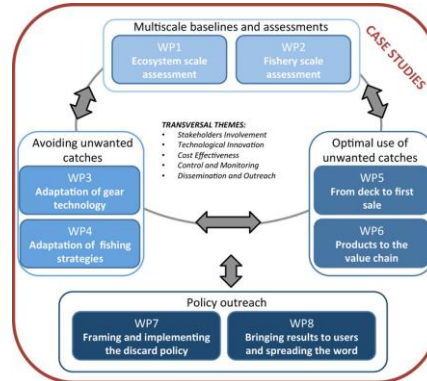 Multiscale baselines and assessments
WP1
Ecosystem scale
assessment
WP2
Fishery scale
assessment
CASE STUDIES
TRANSVERSAL THEMES:
• Stakeholders Involvement
• Technological Innovation
• Cost Effectiveness
• Control and Monitoring
• Dissemination and Outreach
Avoiding unwanted
catches
WP3
Adaptation of gear
technology
WP4
Adaptation of fishing
strategies
Optimal use of
unwanted catches
WP5
From deck to first
sale
WP6
Products to the
value chain
Policy outreach
WP7
Framing and implementing
the discard policy
WP8
Bringing results to users
and spreading the word